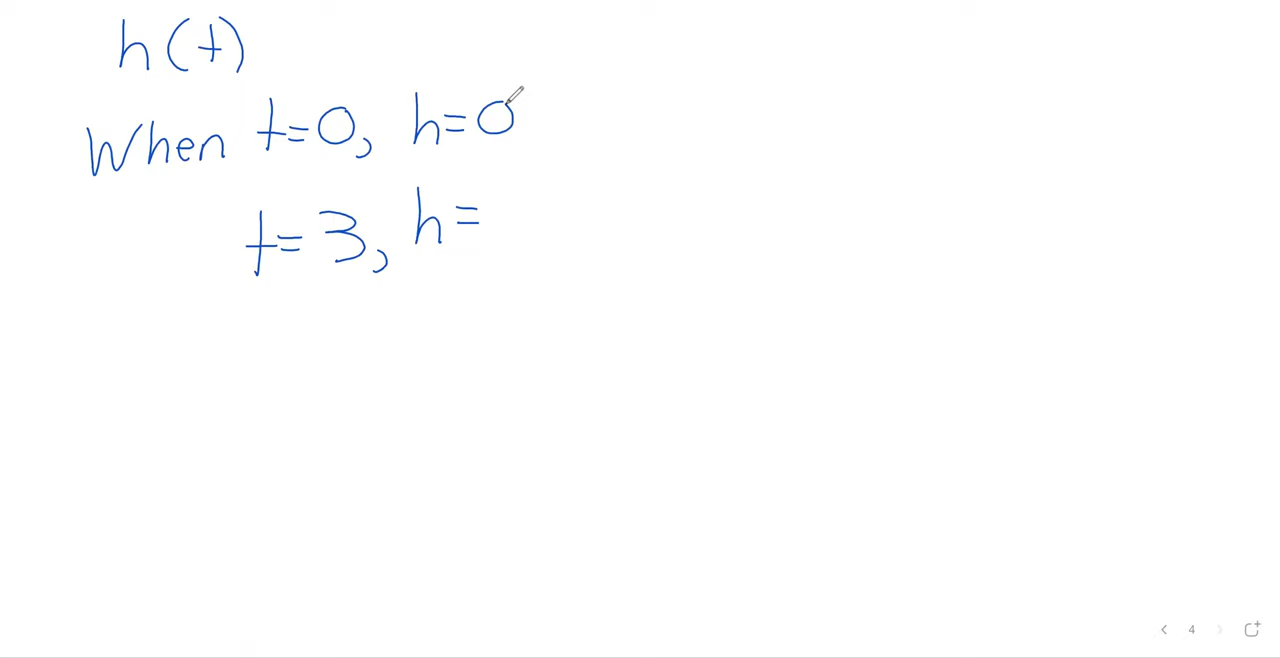 h(t)
When t=0, h=0
t=3, h=
4